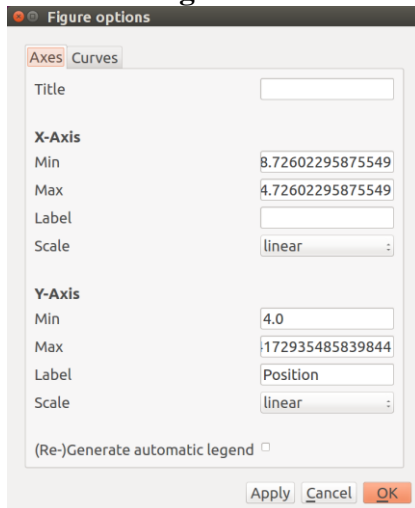 Figure options
Axes Curves
Title
X-Axis
Min 8.72602295875549
Max 4.72602295875549
Label
Scale linear
Y-Axis
Min 4.0
Max 4172935485839844
Label Position
Scale linear
(Re-)Generate automatic legend
Apply Cancel OK